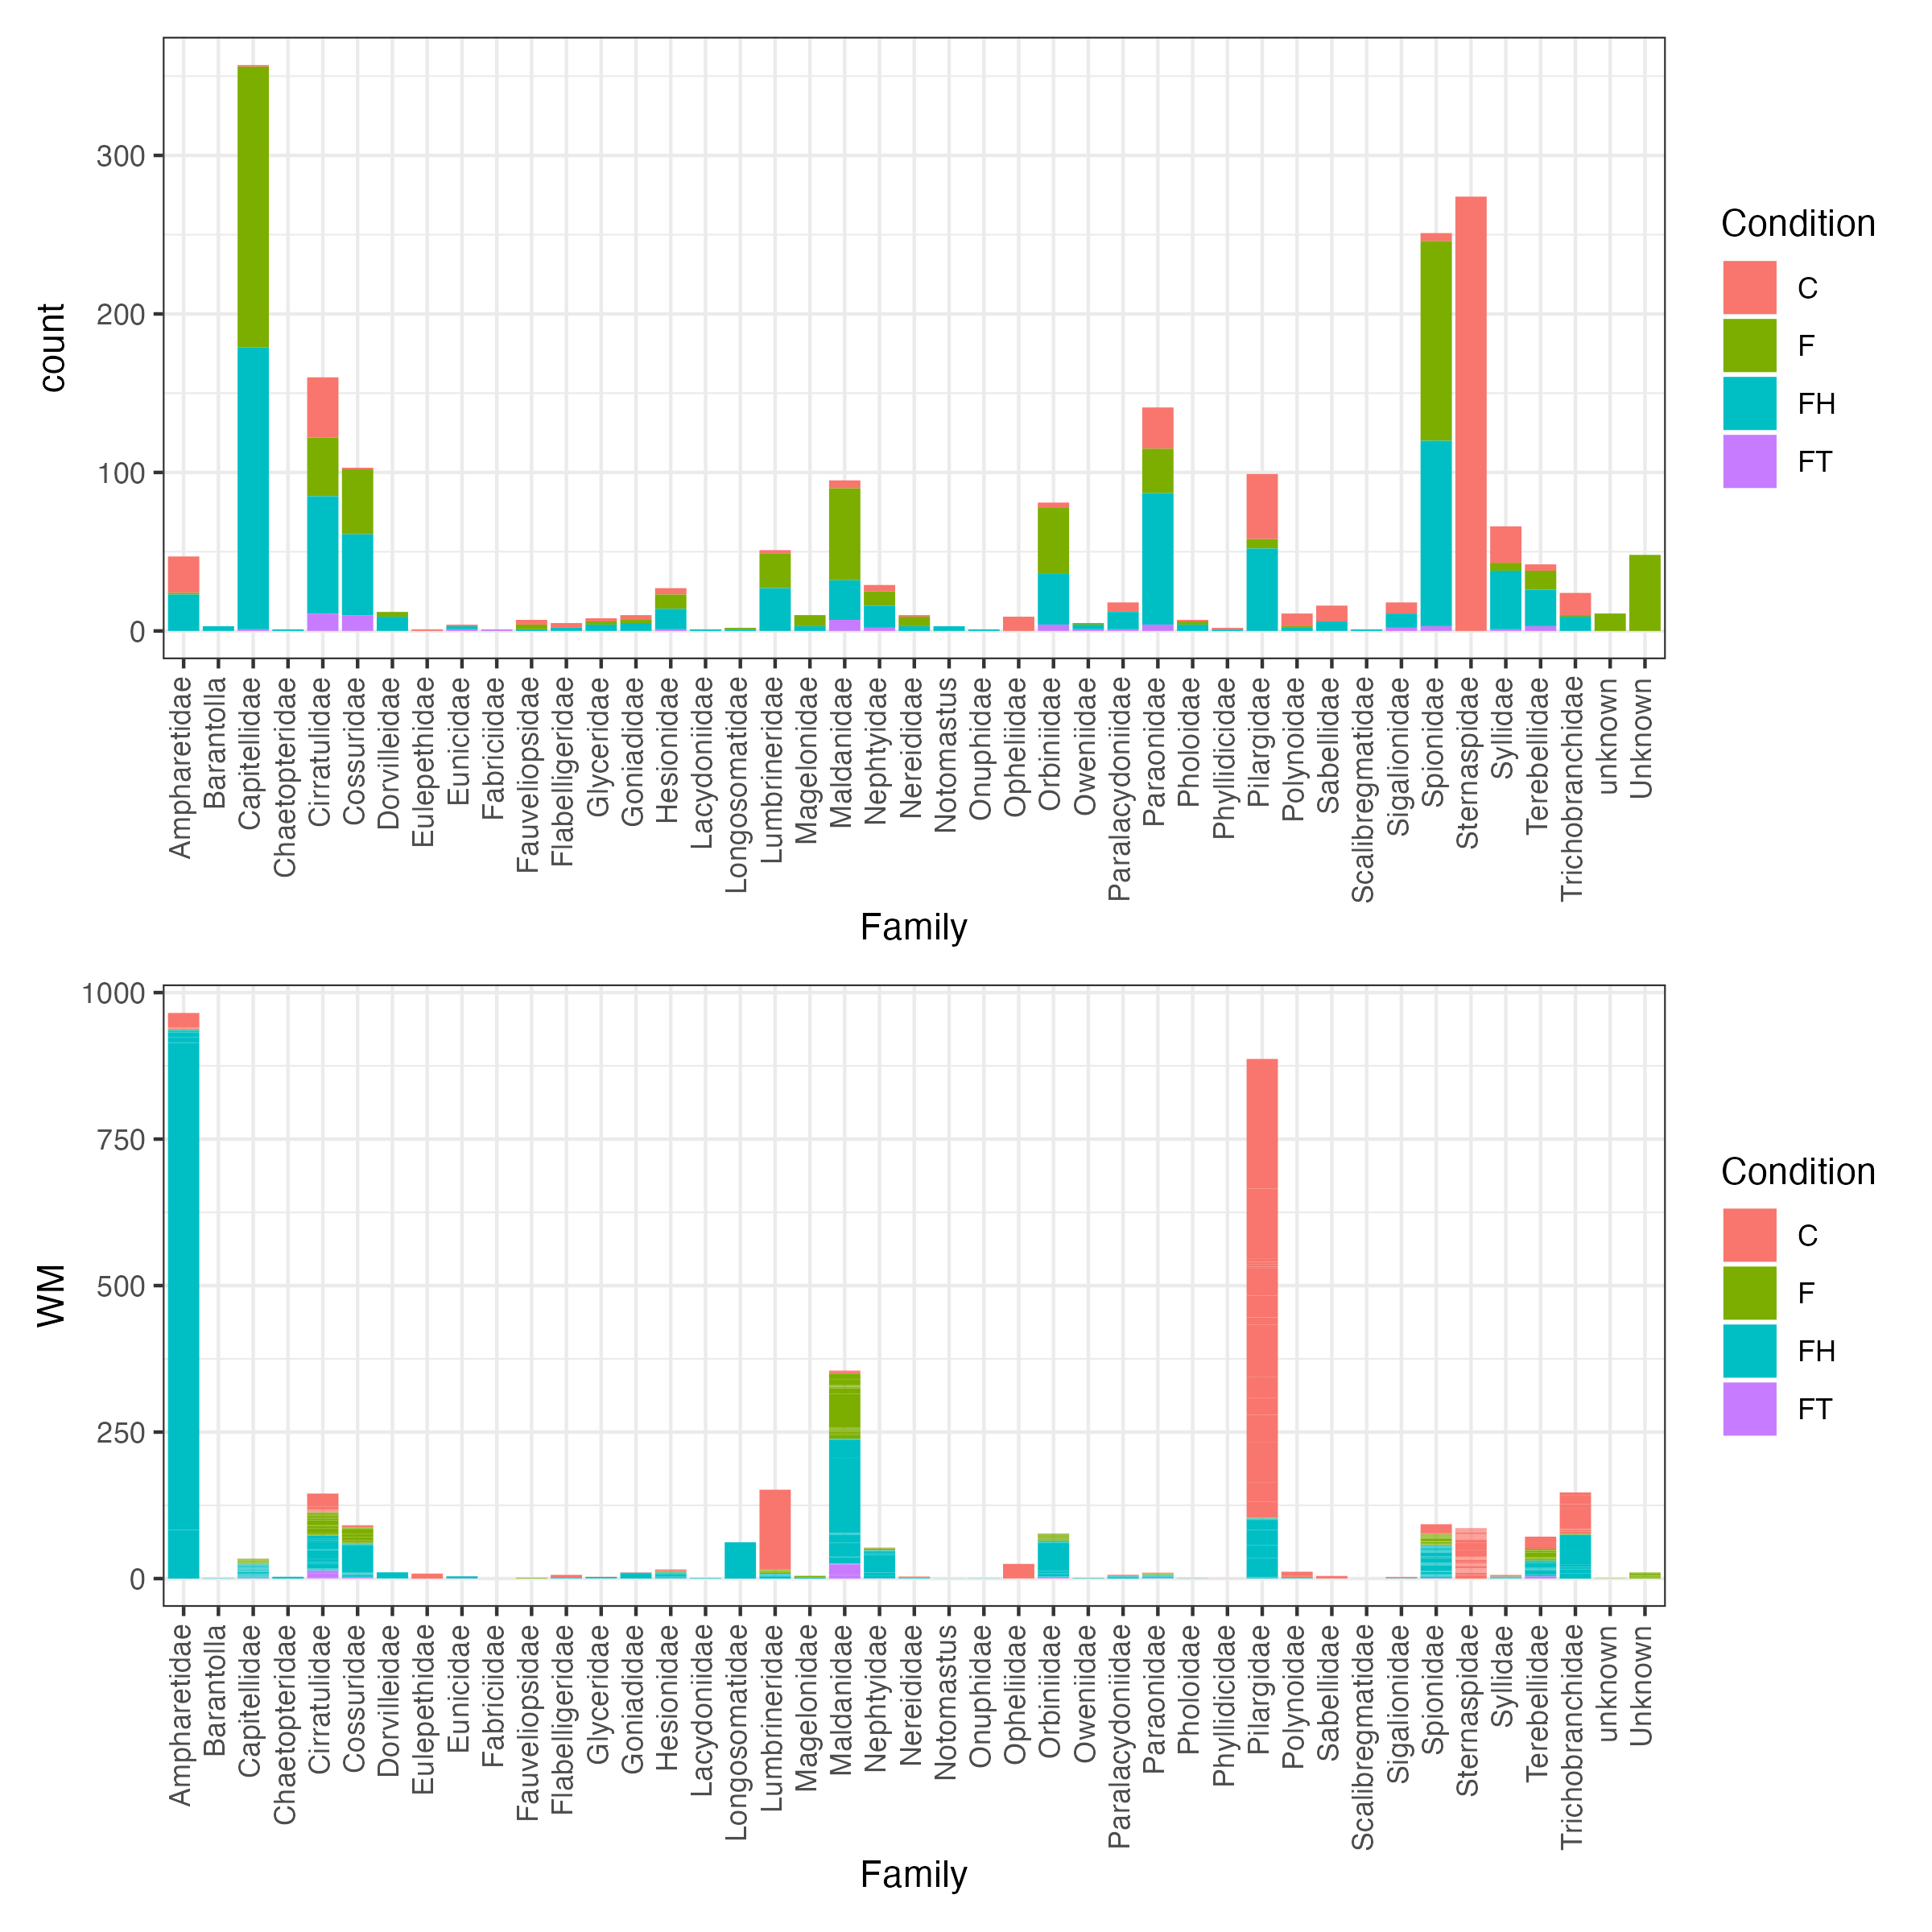 300
200
100
0
count
Ampharetidae
Barantolla
Capitellidae
Chaetopteridae
Cirratulidae
Cossuridae
Dorvilleidae
Eulepethidae
Eunicidae
Fabriciidae
Fauveliopsidae
Flabelligeridae
Glyceridae
Goniadidae
Hesionidae
Lacydoniidae
Longosomatidae
Lumbrineridae
Magelonidae
Maldanidae
Nephtyidae
Nereididae
Notomastus
Onuphidae
Opheliidae
Orbiniidae
Oweniidae
Paralacydoniidae
Paraonidae
Pholoidae
Phyllidicidae
Pilargidae
Polynoidae
Sabellidae
Scalibregmatidae
Sigalionidae
Spionidae
Sternaspidae
Syllidae
Terebellidae
Trichobranchidae
unknown
Unknown
Family
Condition
C
F
FH
FT
1000
750
500
250
0
WM
Ampharetidae
Barantolla
Capitellidae
Chaetopteridae
Cirratulidae
Cossuridae
Dorvilleidae
Eulepethidae
Eunicidae
Fabriciidae
Fauveliopsidae
Flabelligeridae
Glyceridae
Goniadidae
Hesionidae
Lacydoniidae
Longosomatidae
Lumbrineridae
Magelonidae
Maldanidae
Nephtyidae
Nereididae
Notomastus
Onuphidae
Opheliidae
Orbiniidae
Oweniidae
Paralacydoniidae
Paraonidae
Pholoidae
Phyllidicidae
Pilargidae
Polynoidae
Sabellidae
Scalibregmatidae
Sigalionidae
Spionidae
Sternaspidae
Syllidae
Terebellidae
Trichobranchidae
unknown
Unknown
Family
Condition
C
F
FH
FT